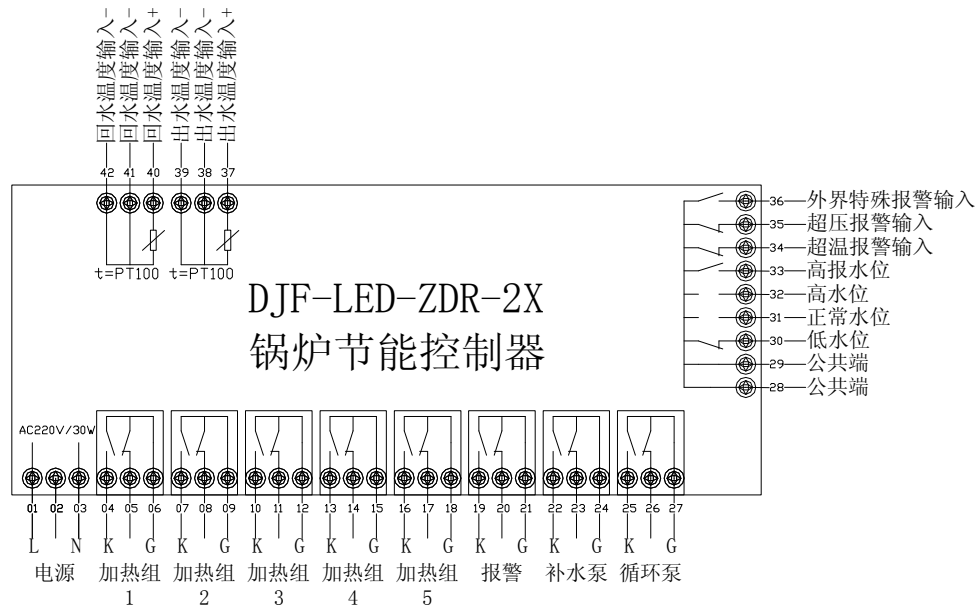 回水温度输入-
回水温度输入-
回水温度输入+
出水温度输入-
出水温度输入-
出水温度输入+
42 41 40 39 38 37
t=PT100 t=PT100
36 外界特殊报警输入
35 超压报警输入
34 超温报警输入
33 高报水位
32 高水位
31 正常水位
30 低水位
29 公共端
28 公共端
DJF-LED-ZDR-2X
锅炉节能控制器
AC220V/30W
01 02 03 04 05 06 07 08 09 10 11 12 13 14 15 16 17 18 19 20 21 22 23 24 25 26 27
L N K G K G K G K G K G K G K G K G
电源 加热组 加热组 加热组 加热组 加热组 报警 补水泵 循环泵
1 2 3 4 5